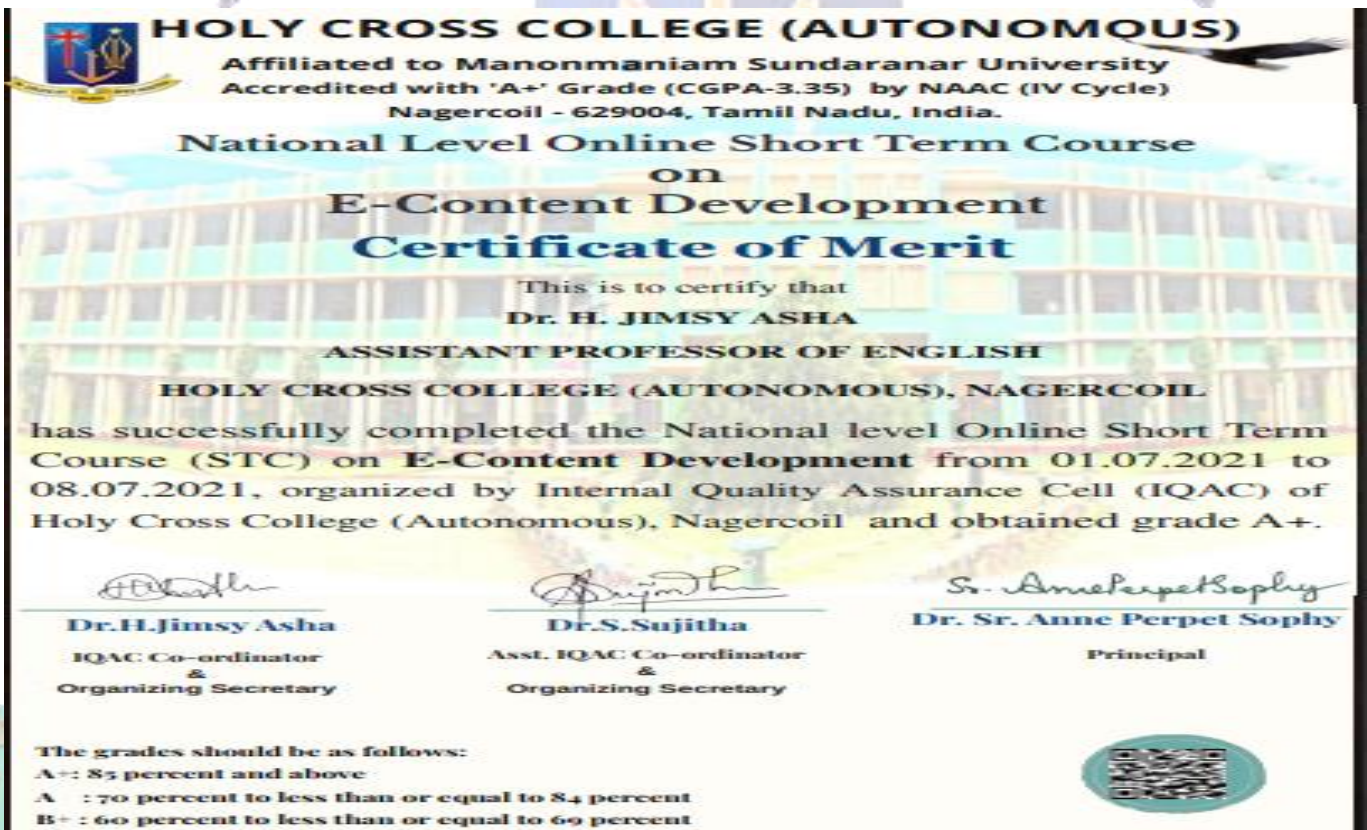 HOLY CROSS COLLEGE (AUTONOMOUS)
Affiliated to Manonmaniam Sundaranar University
Accredited with 'A+' Grade (CGPA-3.35) by NAAC (IV Cycle)
Nagercoil - 629004, Tamil Nadu, India.
National Level Online Short Term Course
on
E-Content Development
Certificate of Merit
This is to certify that
Dr. H. JIMSY ASHA
ASSISTANT PROFESSOR OF ENGLISH
HOLY CROSS COLLEGE (AUTONOMOUS), NAGERCOIL
has successfully completed the National level Online Short Term
Course (STC) on E-Content Development from 01.07.2021 to
08.07.2021, organized by Internal Quality Assurance Cell (IQAC) of
Holy Cross College (Autonomous), Nagercoil and obtained grade A+.
Sr. Anne Perpet Sophy
Dr.H.Jimsy Asha Dr.S.Sujitha Dr. Sr. Anne Perpet Sophy
IQAC Co-ordinator Asst. IQAC Co-ordinator Principal
& &
Organizing Secretary Organizing Secretary
The grades should be as follows:
A+: 85 percent and above
A : 70 percent to less than or equal to 84 percent
B+ : 60 percent to less than or equal to 69 percent